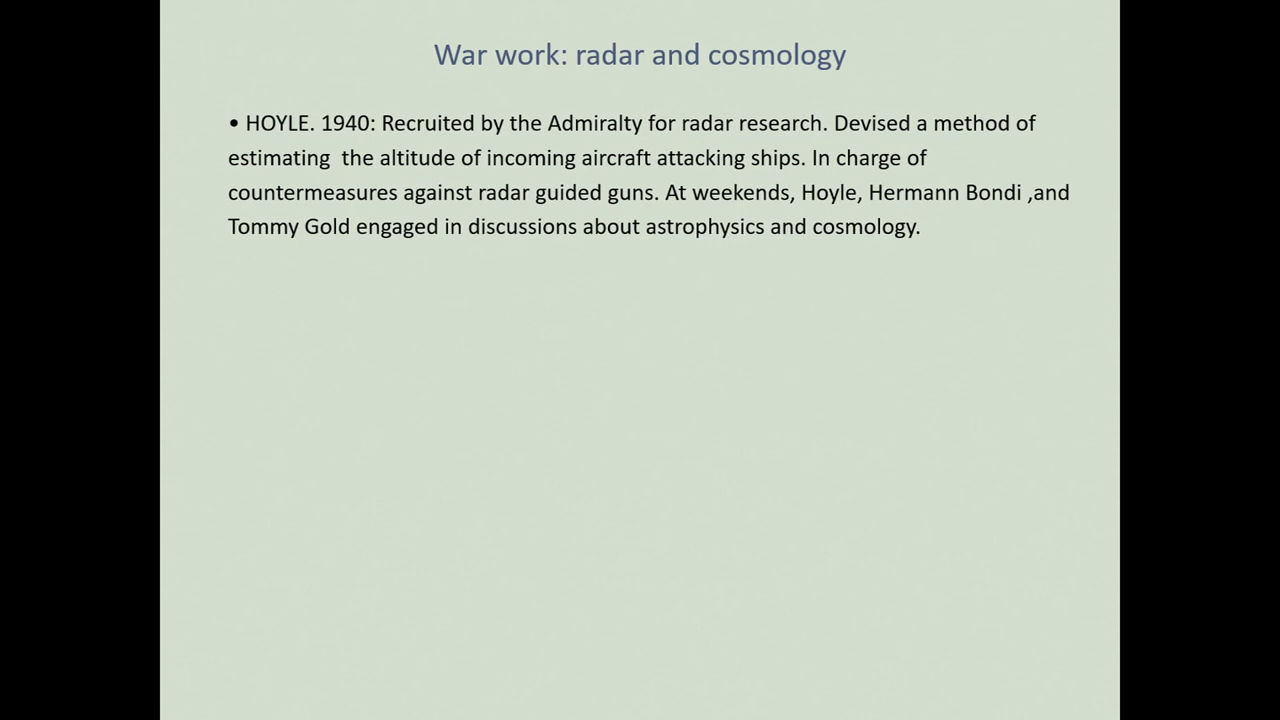 War work: radar and cosmology
• HOYLE. 1940: Recruited by the Admiralty for radar research. Devised a method of
estimating  the altitude of incoming aircraft attacking ships. In charge of
countermeasures against radar guided guns. At weekends, Hoyle, Hermann Bondi ,and
Tommy Gold engaged in discussions about astrophysics and cosmology.